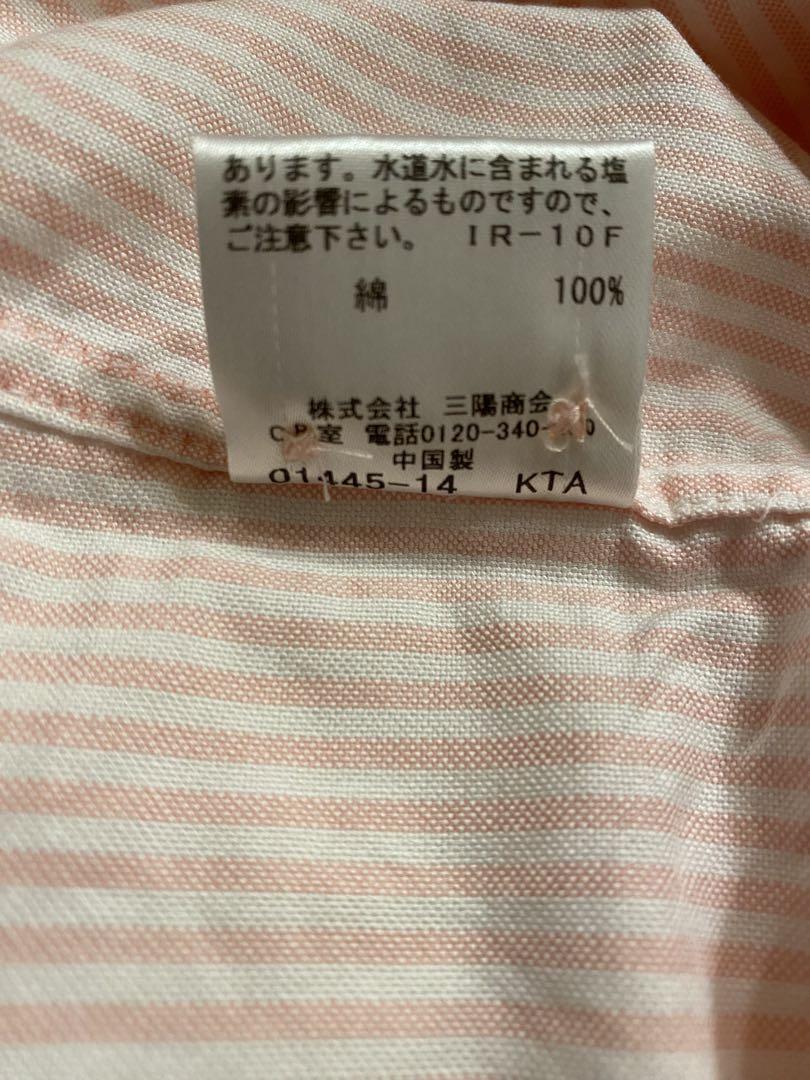 あります。水道水に含まれる塩
素の影響によるものですので、
ご注意下さい。 IR-10F
綿 100%
株式会社 三陽商会
室 電話0120-340-
中国製
01445-14 KTA